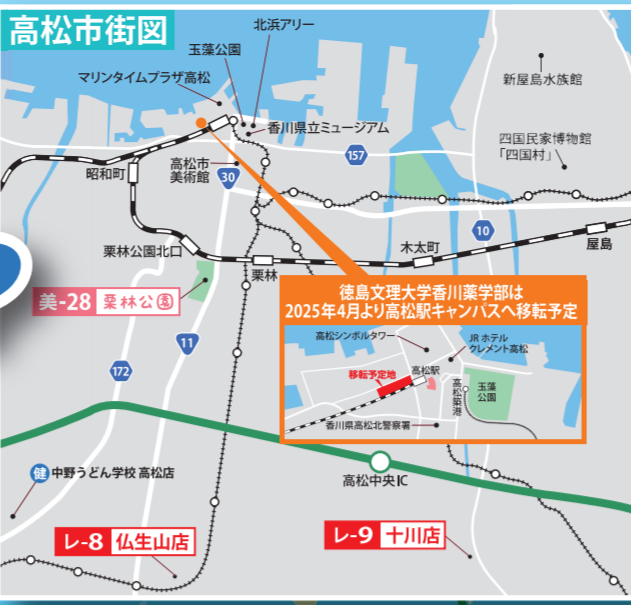 高松市街図
北浜アリー
玉藻公園
マリンタイムプラザ高松
新屋島水族館
香川県立ミュージアム
157
四国民家博物館
「四国村」
昭和町
高松市
美術館
30
栗林公園北口
10
木太町
屋島
栗林
美-28 栗林公園
徳島文理大学香川薬学部は
2025年4月より高松駅キャンパスへ移転予定
高松シンボルタワー
JRホテル
クレメント高松
移転予定地
高松駅
高松築港
玉藻
公園
香川県高松北警察署
11
172
健 中野うどん学校 高松店
高松中央IC
レ-8 仏生山店
レ-9 十川店